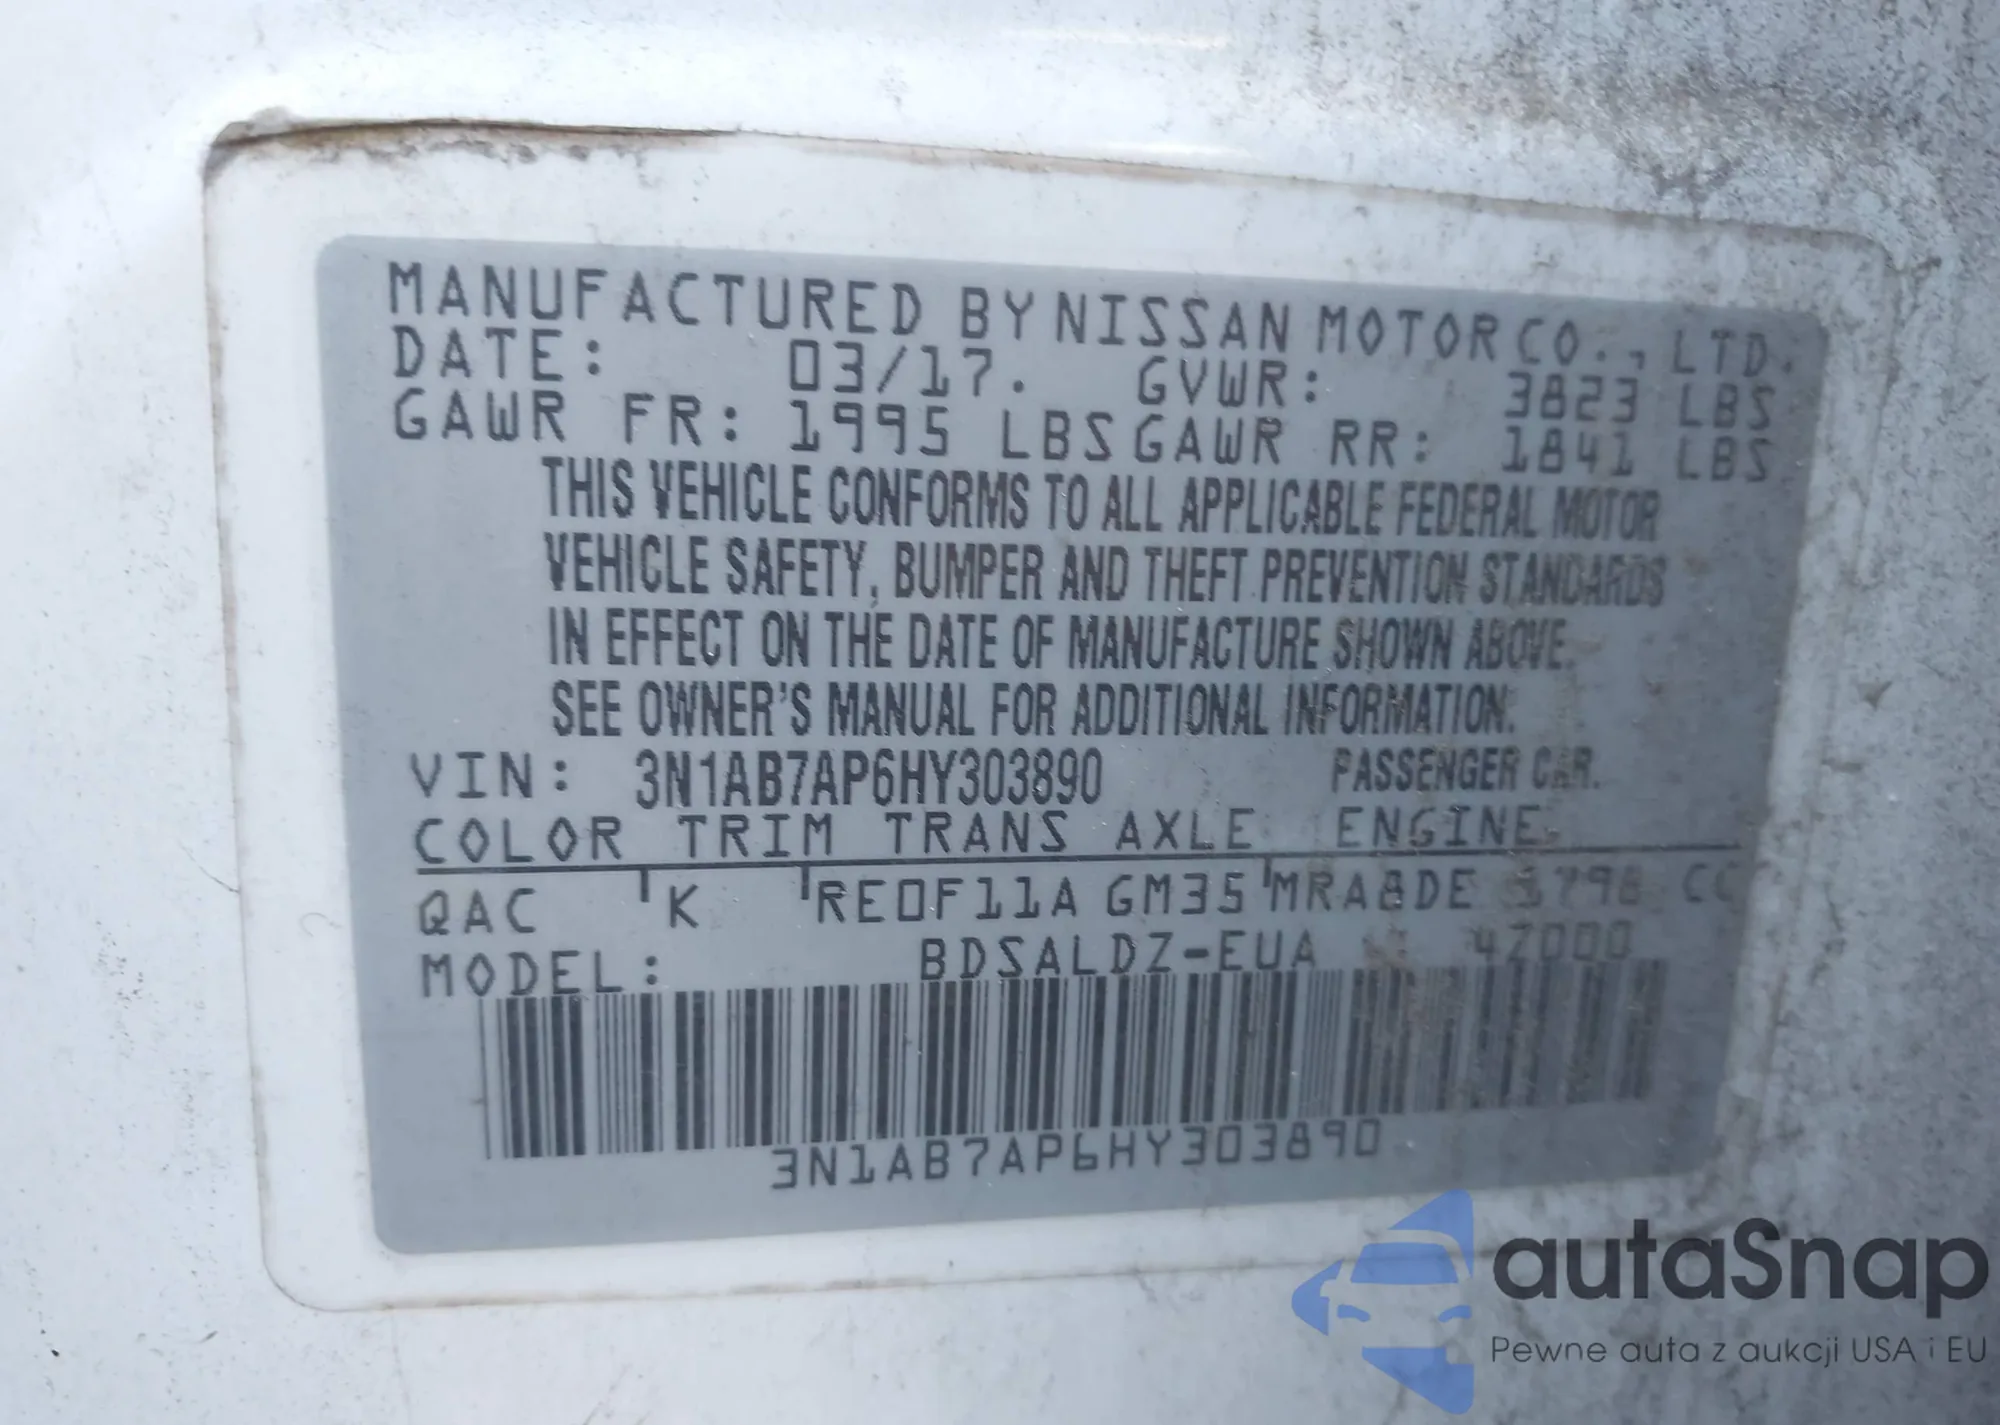 MANUFACTURED BY NISSAN MOTOR CO., LTD.
DATE: 03/17. GVWR: 3823 LBS
GAWR FR: 1995 LBS GAWR RR: 1841 LBS
THIS VEHICLE CONFORMS TO ALL APPLICABLE FEDERAL MOTOR
VEHICLE SAFETY, BUMPER AND THEFT PREVENTION STANDARDS
IN EFFECT ON THE DATE OF MANUFACTURE SHOWN ABOVE.
SEE OWNER'S MANUAL FOR ADDITIONAL INFORMATION.
VIN: 3N1AB7AP6HY303890 PASSENGER CAR.
COLOR TRIM TRANS AXLE ENGINE
QAC K RE0F11A GM35 MRA8DE 1798 CC
MODEL: BDSALDZ-EUA 4Z000
3N1AB7AP6HY303890
autaSnap
Pewne auta z aukcji USA i EU